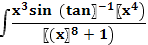 ∫ x³sin (tan⁡〗⁻¹〖x⁴)
〖(x)〗⁸ + 1)